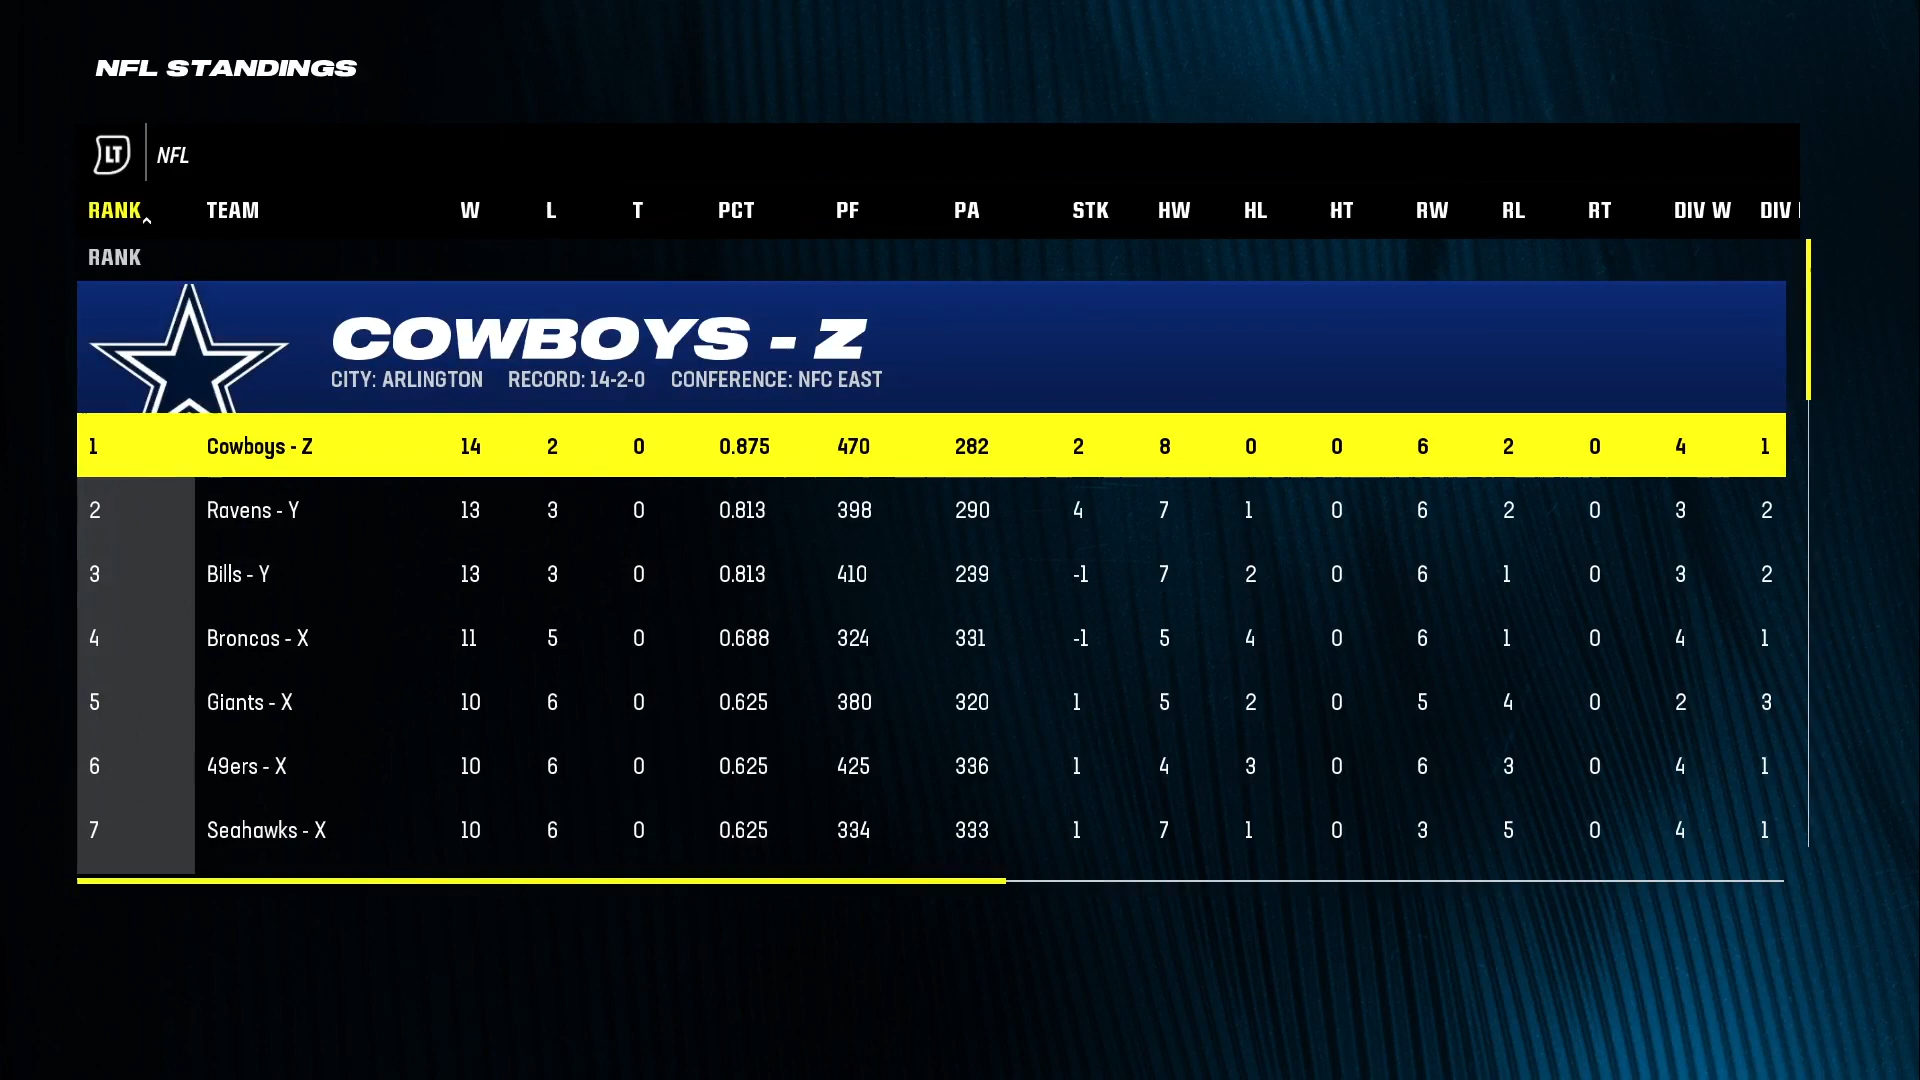 NFL STANDINGS
LT NFL
RANK TEAM W L T PCT PF PA STK HW HL HT RW RL RT DIV W DIV
RANK
COWBOYS - Z
CITY: ARLINGTON RECORD: 14-2-0 CONFERENCE: NFC EAST
1 Cowboys - Z 14 2 0 0.875 470 282 2 8 0 0 6 2 0 4 1
2 Ravens - Y 13 3 0 0.813 398 290 4 7 1 0 6 2 0 3 2
3 Bills - Y 13 3 0 0.813 410 239 -1 7 2 0 6 1 0 3 2
4 Broncos - X 11 5 0 0.688 324 331 -1 5 4 0 6 1 0 4 1
5 Giants - X 10 6 0 0.625 380 320 1 5 2 0 5 4 0 2 3
6 49ers - X 10 6 0 0.625 425 336 1 4 3 0 6 3 0 4 1
7 Seahawks - X 10 6 0 0.625 334 333 1 7 1 0 3 5 0 4 1